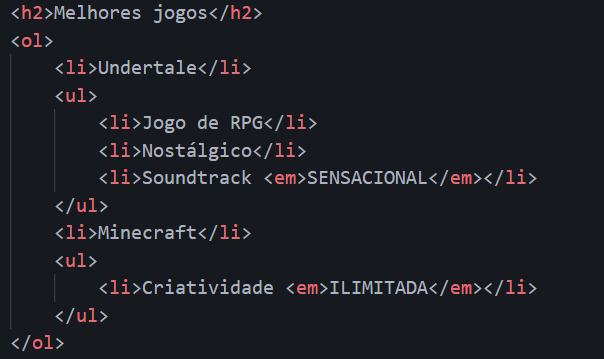 <h2>Melhores jogos</h2>
<ol>
    <li>Undertale</li>
    <ul>
        <li>Jogo de RPG</li>
        <li>Nostálgico</li>
        <li>Soundtrack <em>SENSACIONAL</em></li>
    </ul>
    <li>Minecraft</li>
    <ul>
        <li>Criatividade <em>ILIMITADA</em></li>
    </ul>
</ol>